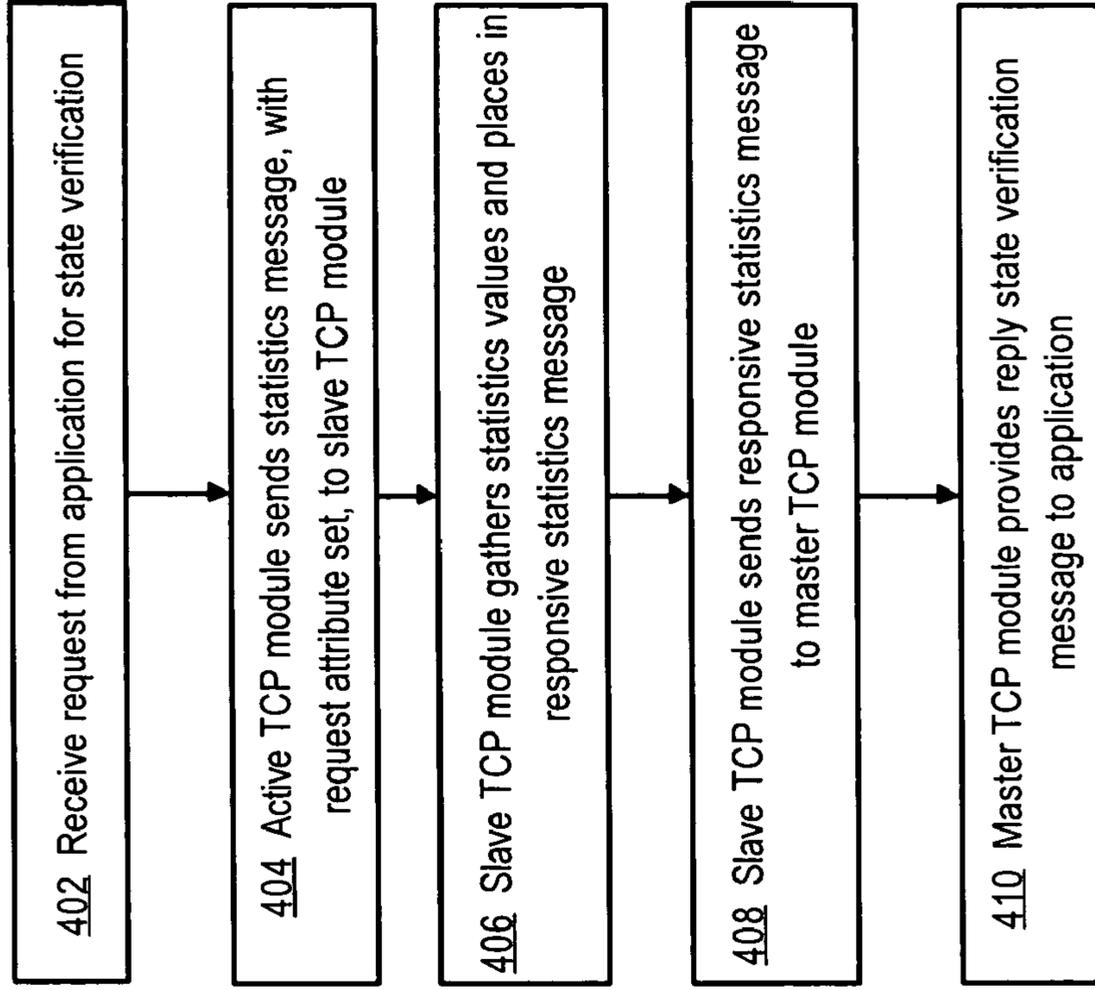 402 Receive request from application for state verification
404 Active TCP module sends statistics message, with
request attribute set, to slave TCP module
406 Slave TCP module gathers statistics values and places in
responsive statistics message
408 Slave TCP module sends responsive statistics message
to master TCP module
410 Master TCP module provides reply state verification
message to application